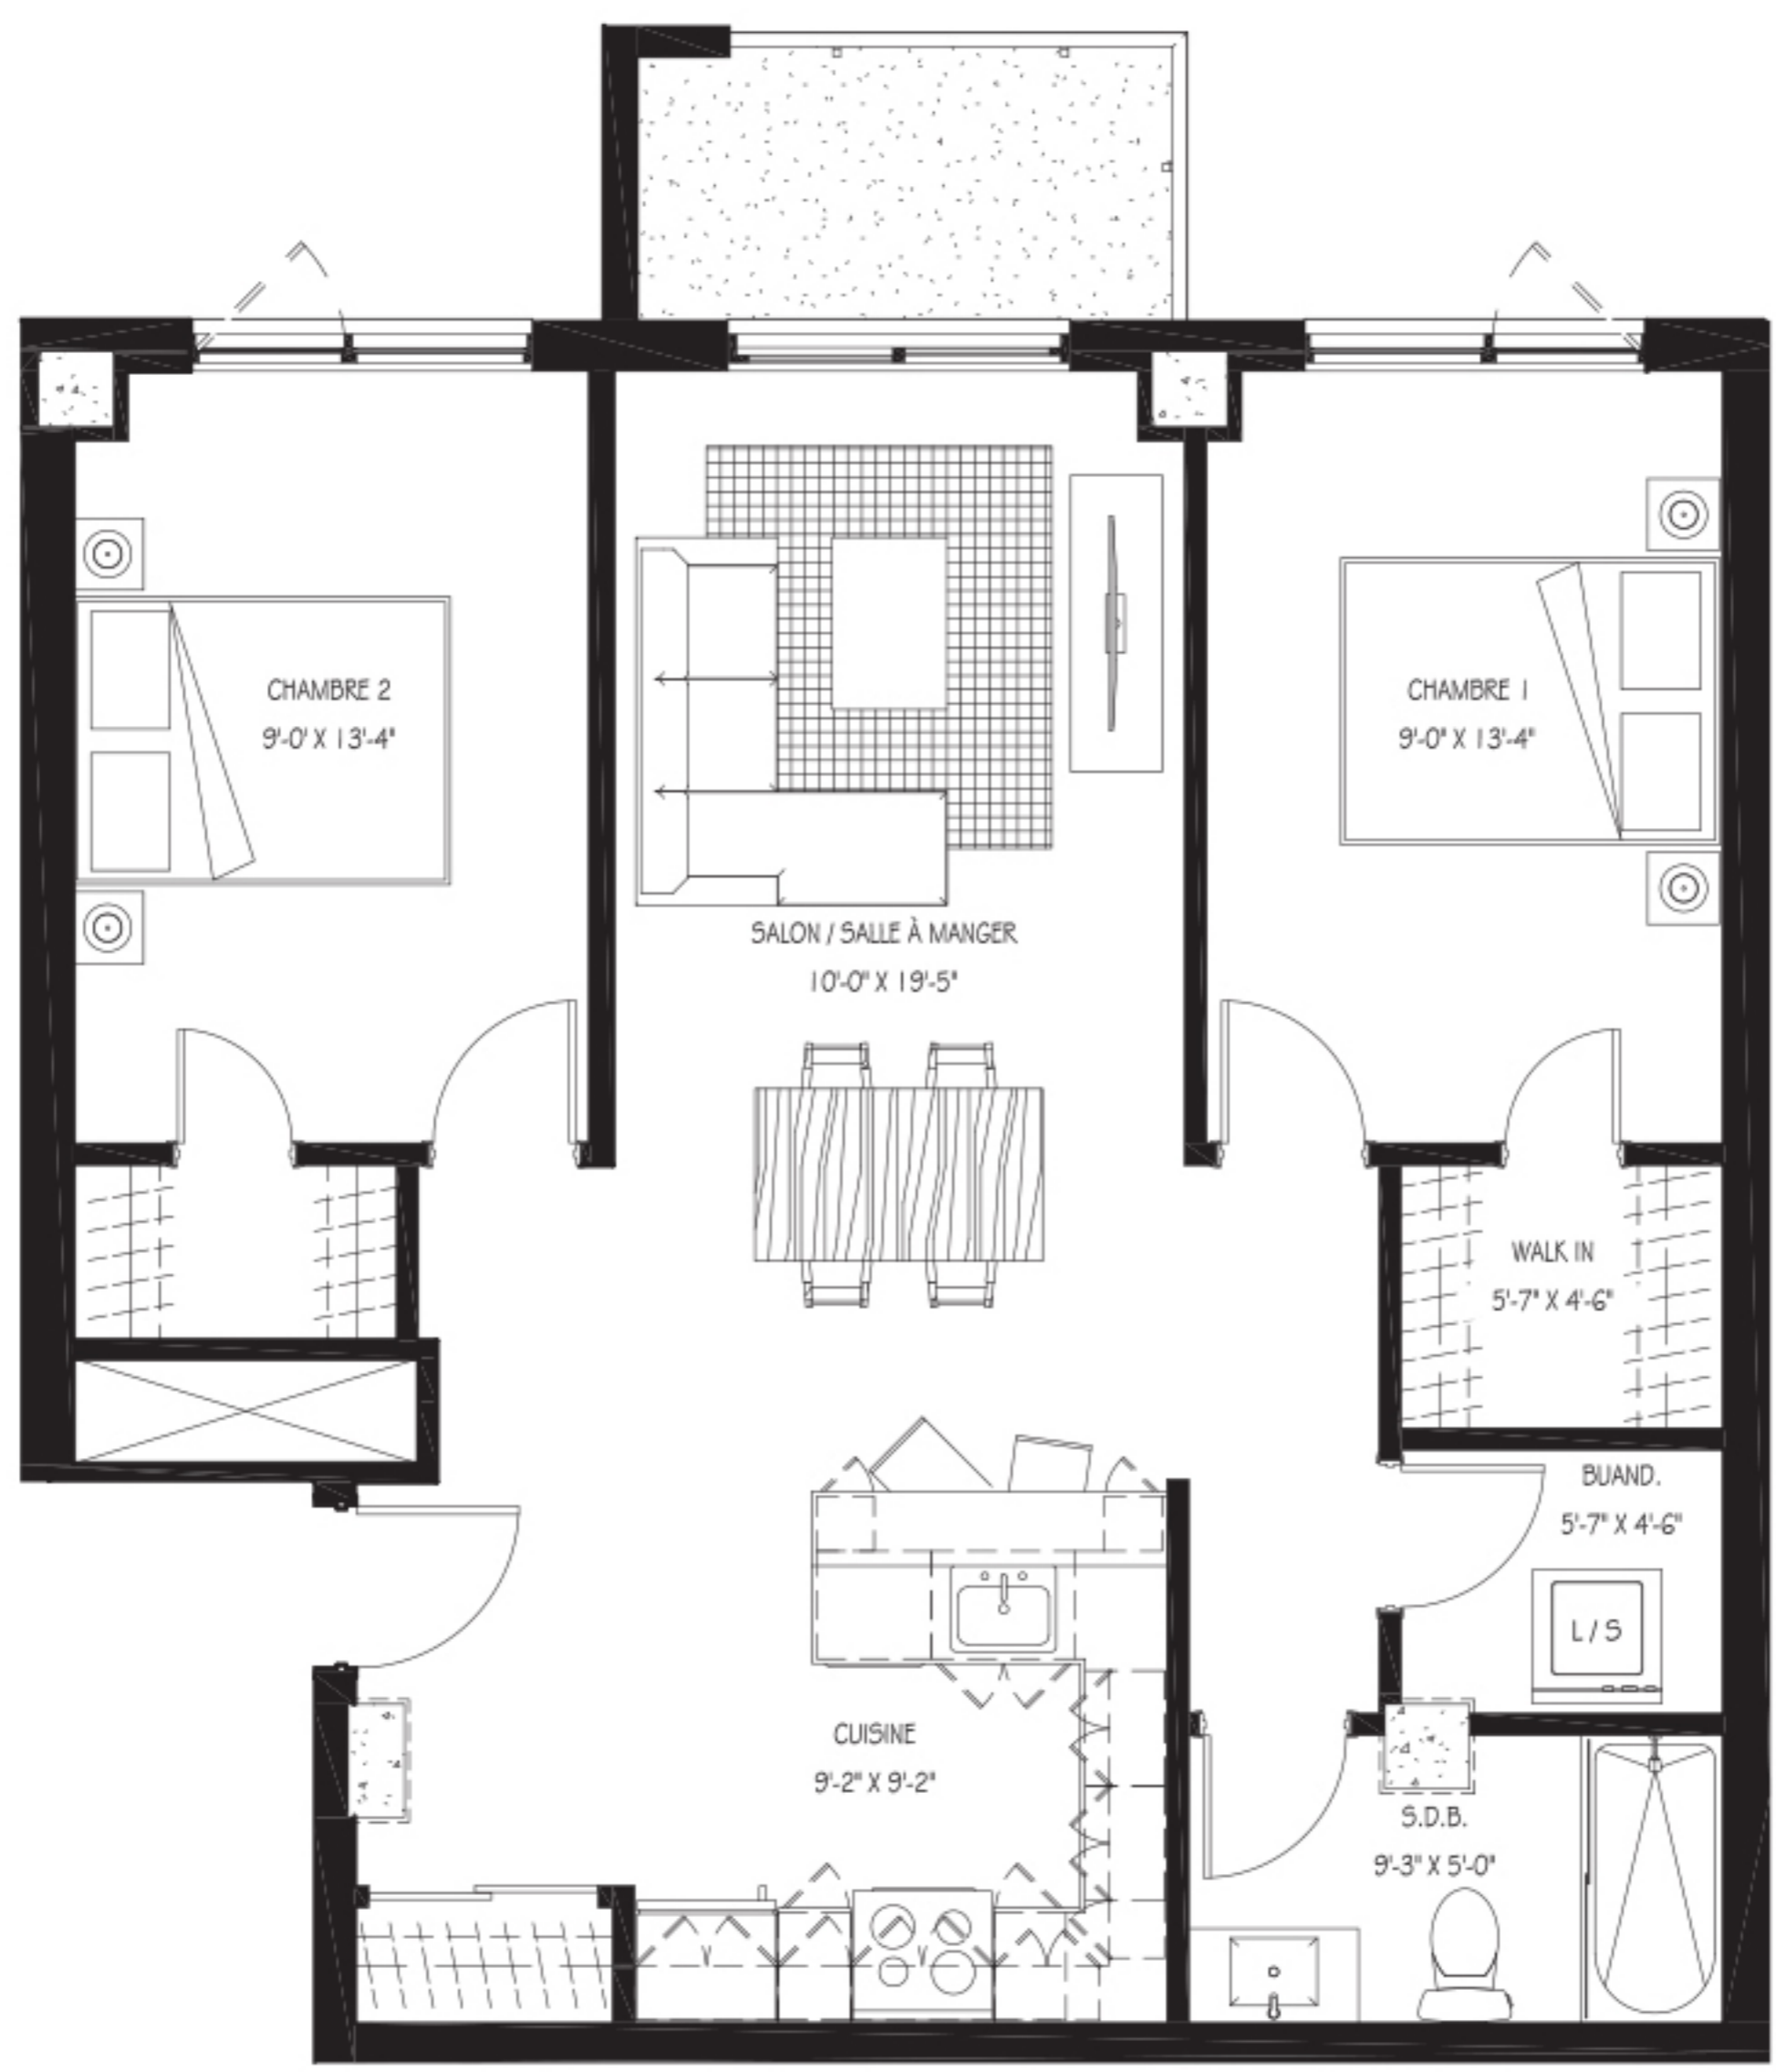 CHAMBRE 2
9'-0' X 13'-4"
CHAMBRE 1
9'-0" X 13'-4"
SALON / SALLE À MANGER
10'-0" X 19'-5"
WALK IN
5'-7" X 4'-6"
BUAND.
5'-7" X 4'-6"
L / S
CUISINE
9'-2" X 9'-2"
S.D.B.
9'-3" X 5'-0"